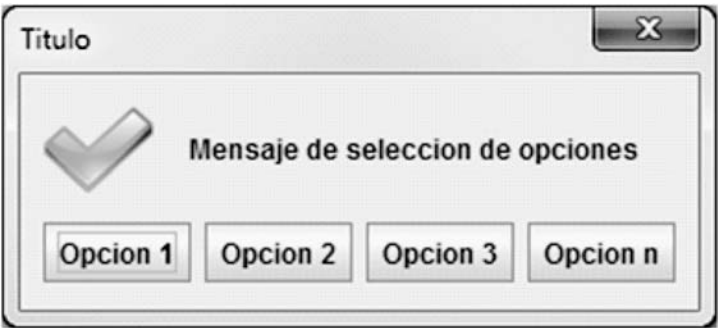 Titulo
Mensaje de seleccion de opciones
Opcion 1
Opcion 2
Opcion 3
Opcion n